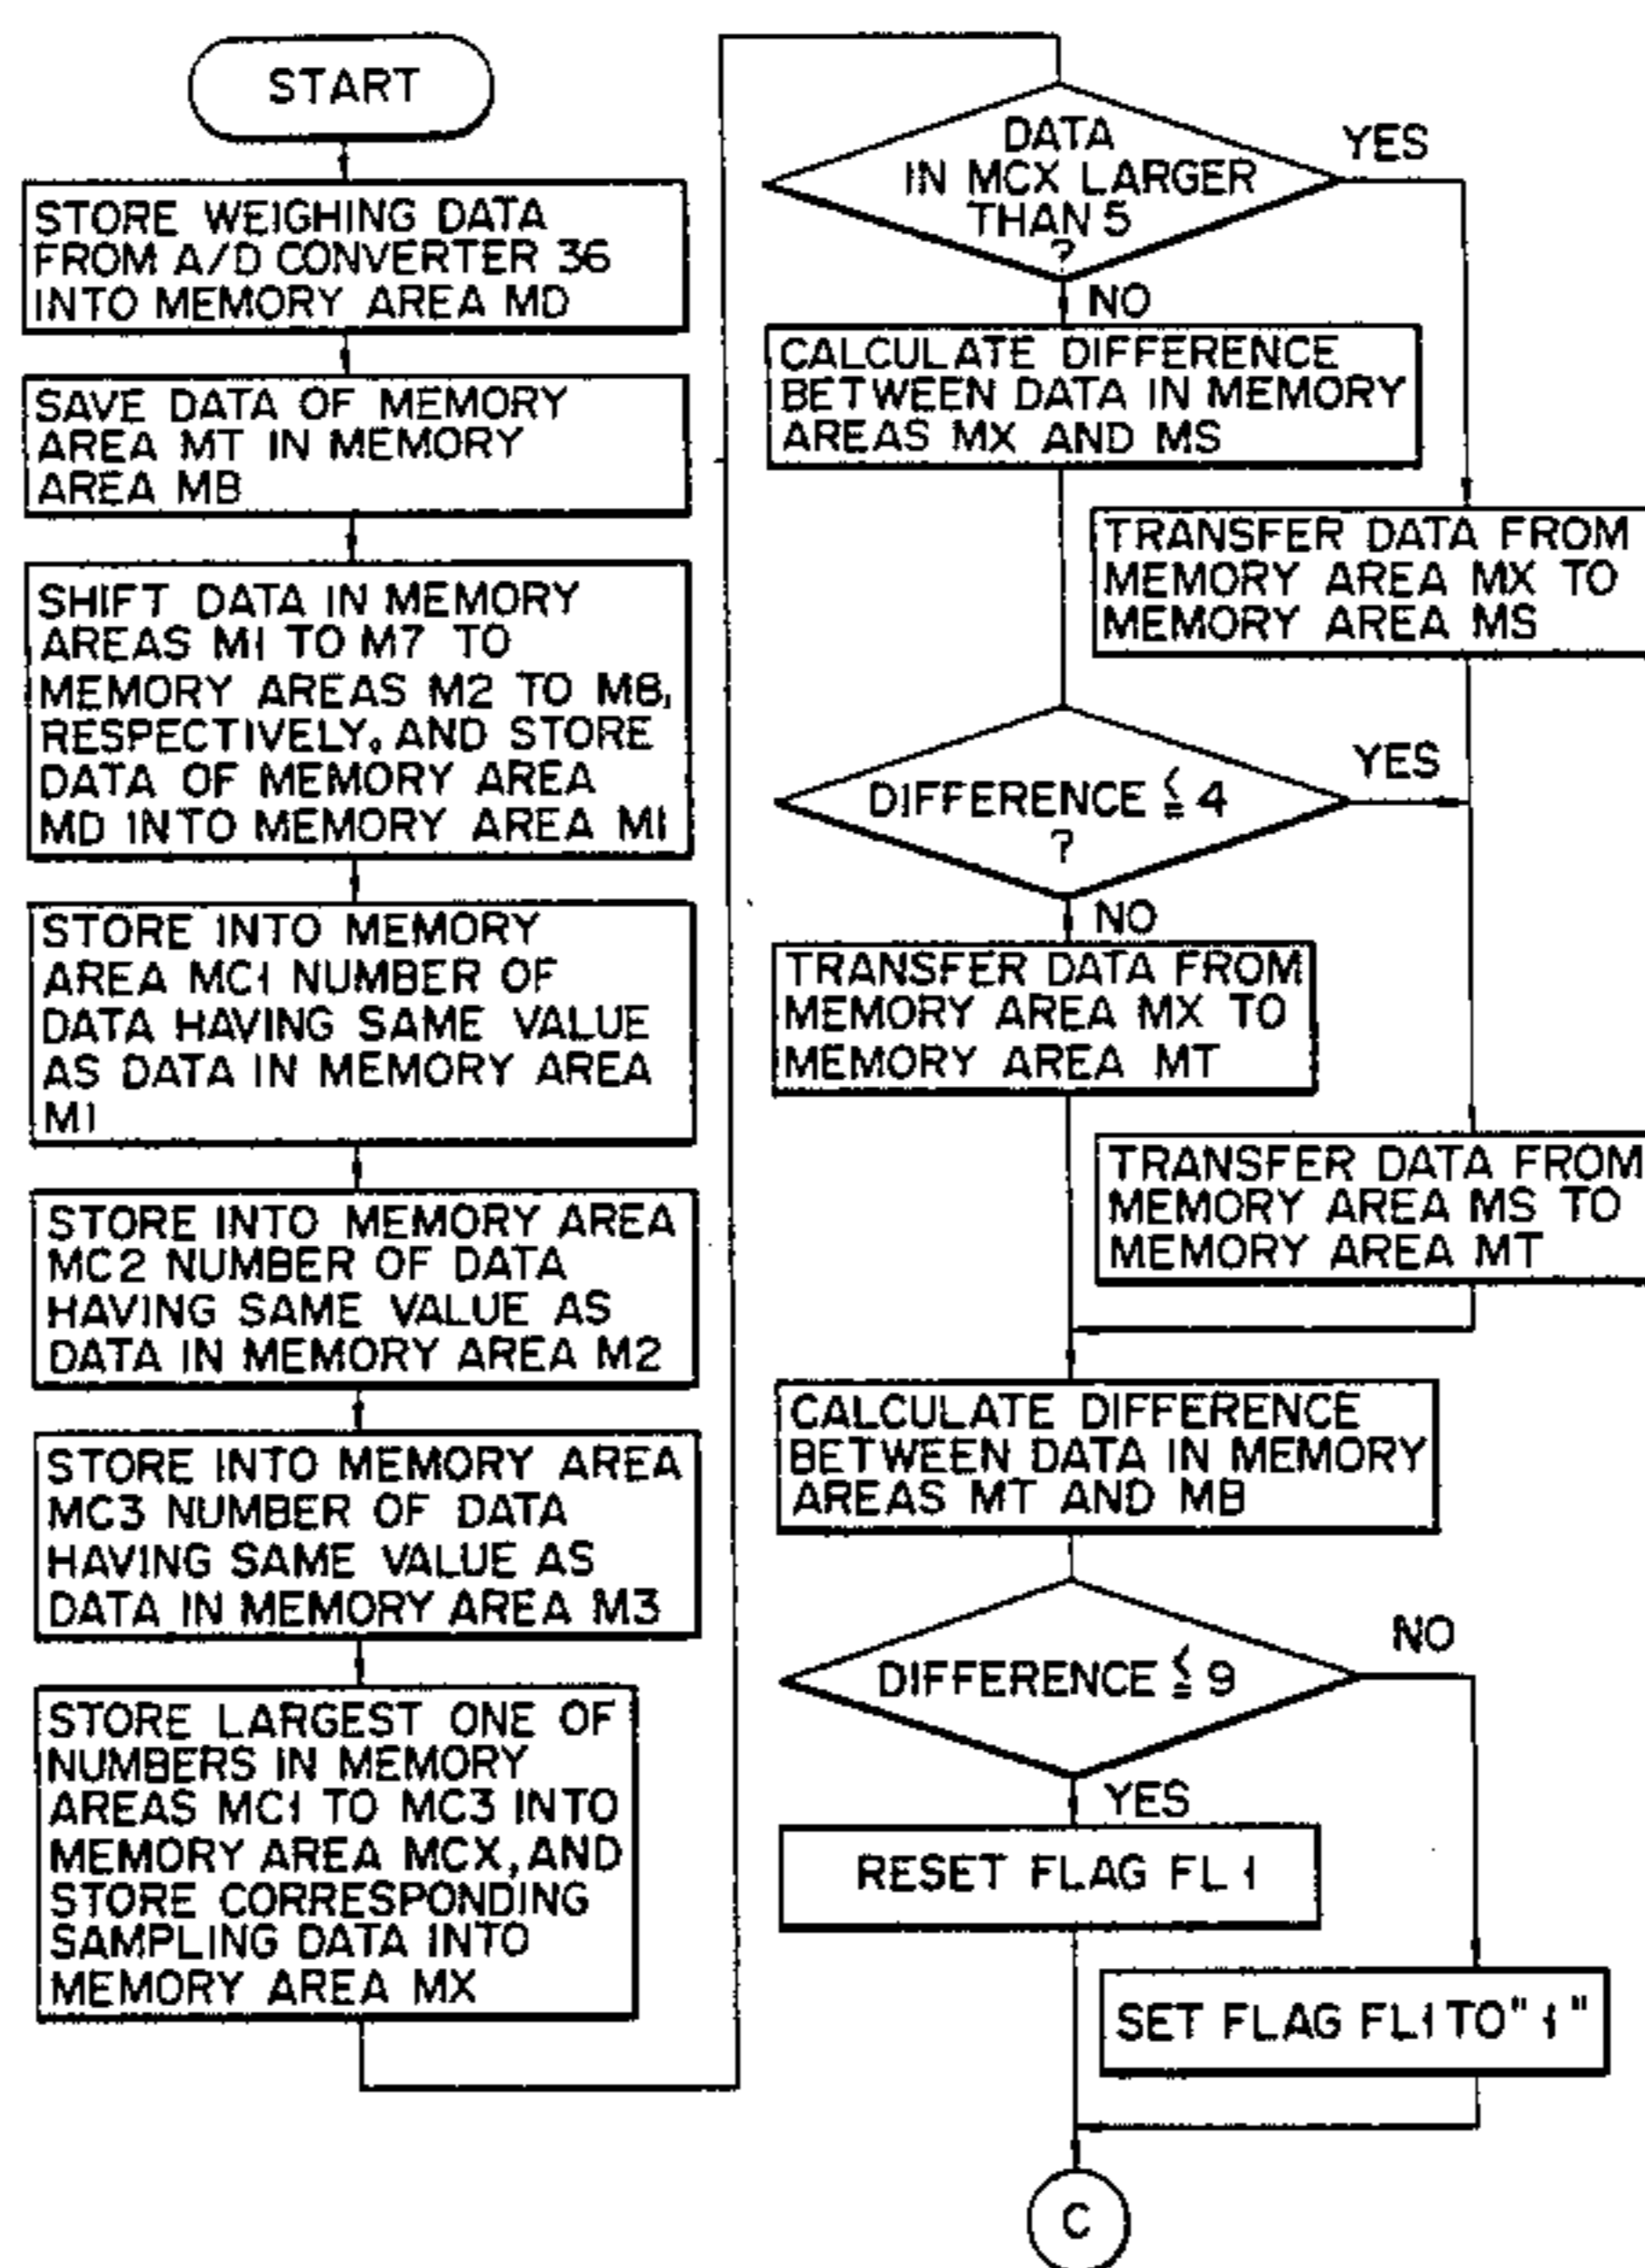 START
STORE WEIGHING DATA
FROM A/D CONVERTER 36
INTO MEMORY AREA MD
SAVE DATA OF MEMORY
AREA MT IN MEMORY
AREA MB
SHIFT DATA IN MEMORY
AREAS M1 TO M7 TO
MEMORY AREAS M2 TO M8,
RESPECTIVELY, AND STORE
DATA OF MEMORY AREA
MD INTO MEMORY AREA M1
STORE INTO MEMORY
AREA MC1 NUMBER OF
DATA HAVING SAME VALUE
AS DATA IN MEMORY AREA
M1
STORE INTO MEMORY AREA
MC2 NUMBER OF DATA
HAVING SAME VALUE AS
DATA IN MEMORY AREA M2
STORE INTO MEMORY AREA
MC3 NUMBER OF DATA
HAVING SAME VALUE AS
DATA IN MEMORY AREA M3
STORE LARGEST ONE OF
NUMBERS IN MEMORY
AREAS MC1 TO MC3 INTO
MEMORY AREA MCX, AND
STORE CORRESPONDING
SAMPLING DATA INTO
MEMORY AREA MX
DATA
IN MCX LARGER
THAN 5
?
YES
NO
CALCULATE DIFFERENCE
BETWEEN DATA IN MEMORY
AREAS MX AND MS
TRANSFER DATA FROM
MEMORY AREA MX TO
MEMORY AREA MS
DIFFERENCE ≦ 4
?
YES
NO
TRANSFER DATA FROM
MEMORY AREA MX TO
MEMORY AREA MT
TRANSFER DATA FROM
MEMORY AREA MS TO
MEMORY AREA MT
CALCULATE DIFFERENCE
BETWEEN DATA IN MEMORY
AREAS MT AND MB
DIFFERENCE ≦ 9
NO
YES
RESET FLAG FL1
SET FLAG FL1 TO "1"
C